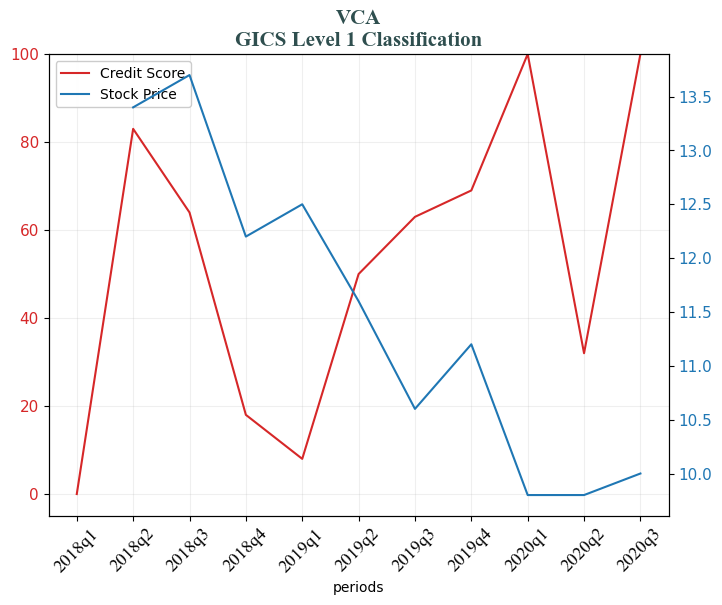 VCA
GICS Level 1 Classification
Credit Score
Stock Price
100
80
60
40
20
0
13.5
13.0
12.5
12.0
11.5
11.0
10.5
10.0
2018q1
2018q2
2018q3
2018q4
2019q1
2019q2
2019q3
2019q4
2020q1
2020q2
2020q3
periods